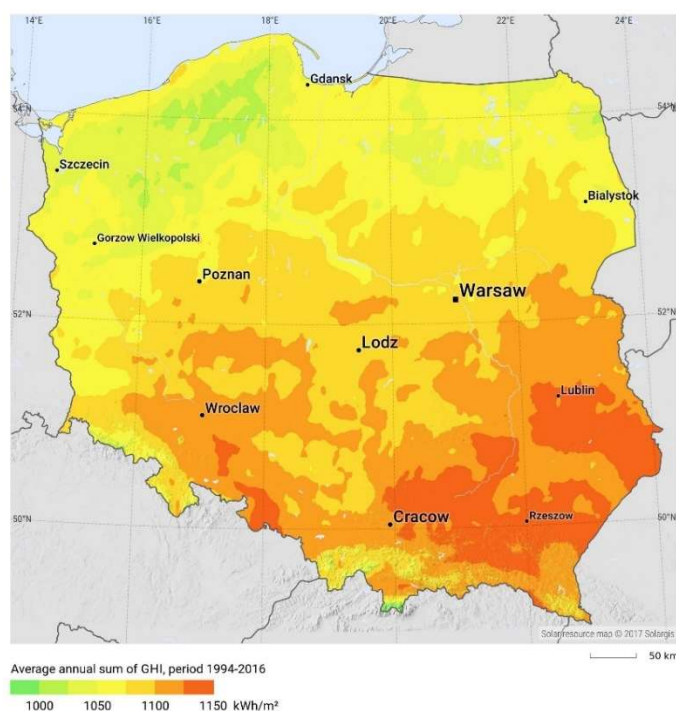 14°E 16°E 18°E 20°E 22°E 24°E
Gdansk
54°N 54°N
Szczecin
Bialystok
Gorzow Wielkopolski
Poznan
Warsaw
52°N 52°N
Lodz
Lublin
Wroclaw
50°N Cracow Rzeszow 50°N
Solar resource map © 2017 Solargis
50 km
Average annual sum of GHI, period 1994-2016
1000 1050 1100 1150 kWh/m²